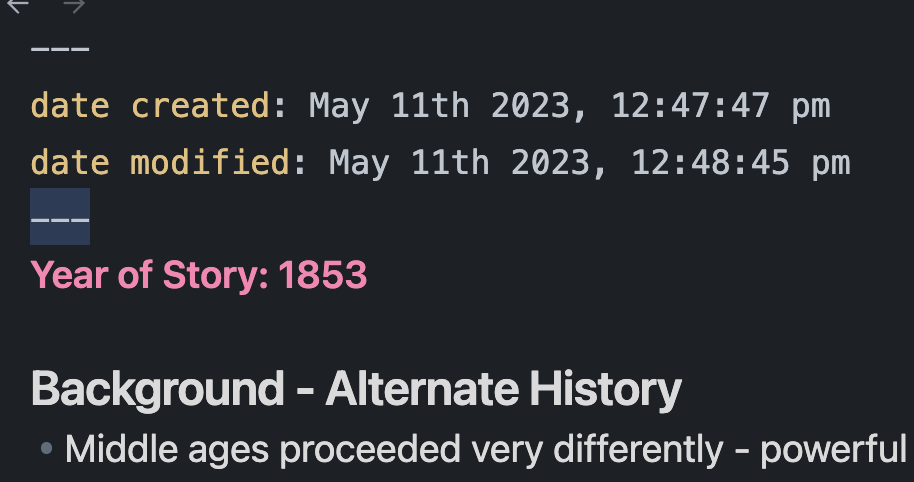 ---
date created: May 11th 2023, 12:47:47 pm
date modified: May 11th 2023, 12:48:45 pm
---
Year of Story: 1853
Background - Alternate History
• Middle ages proceeded very differently - powerful